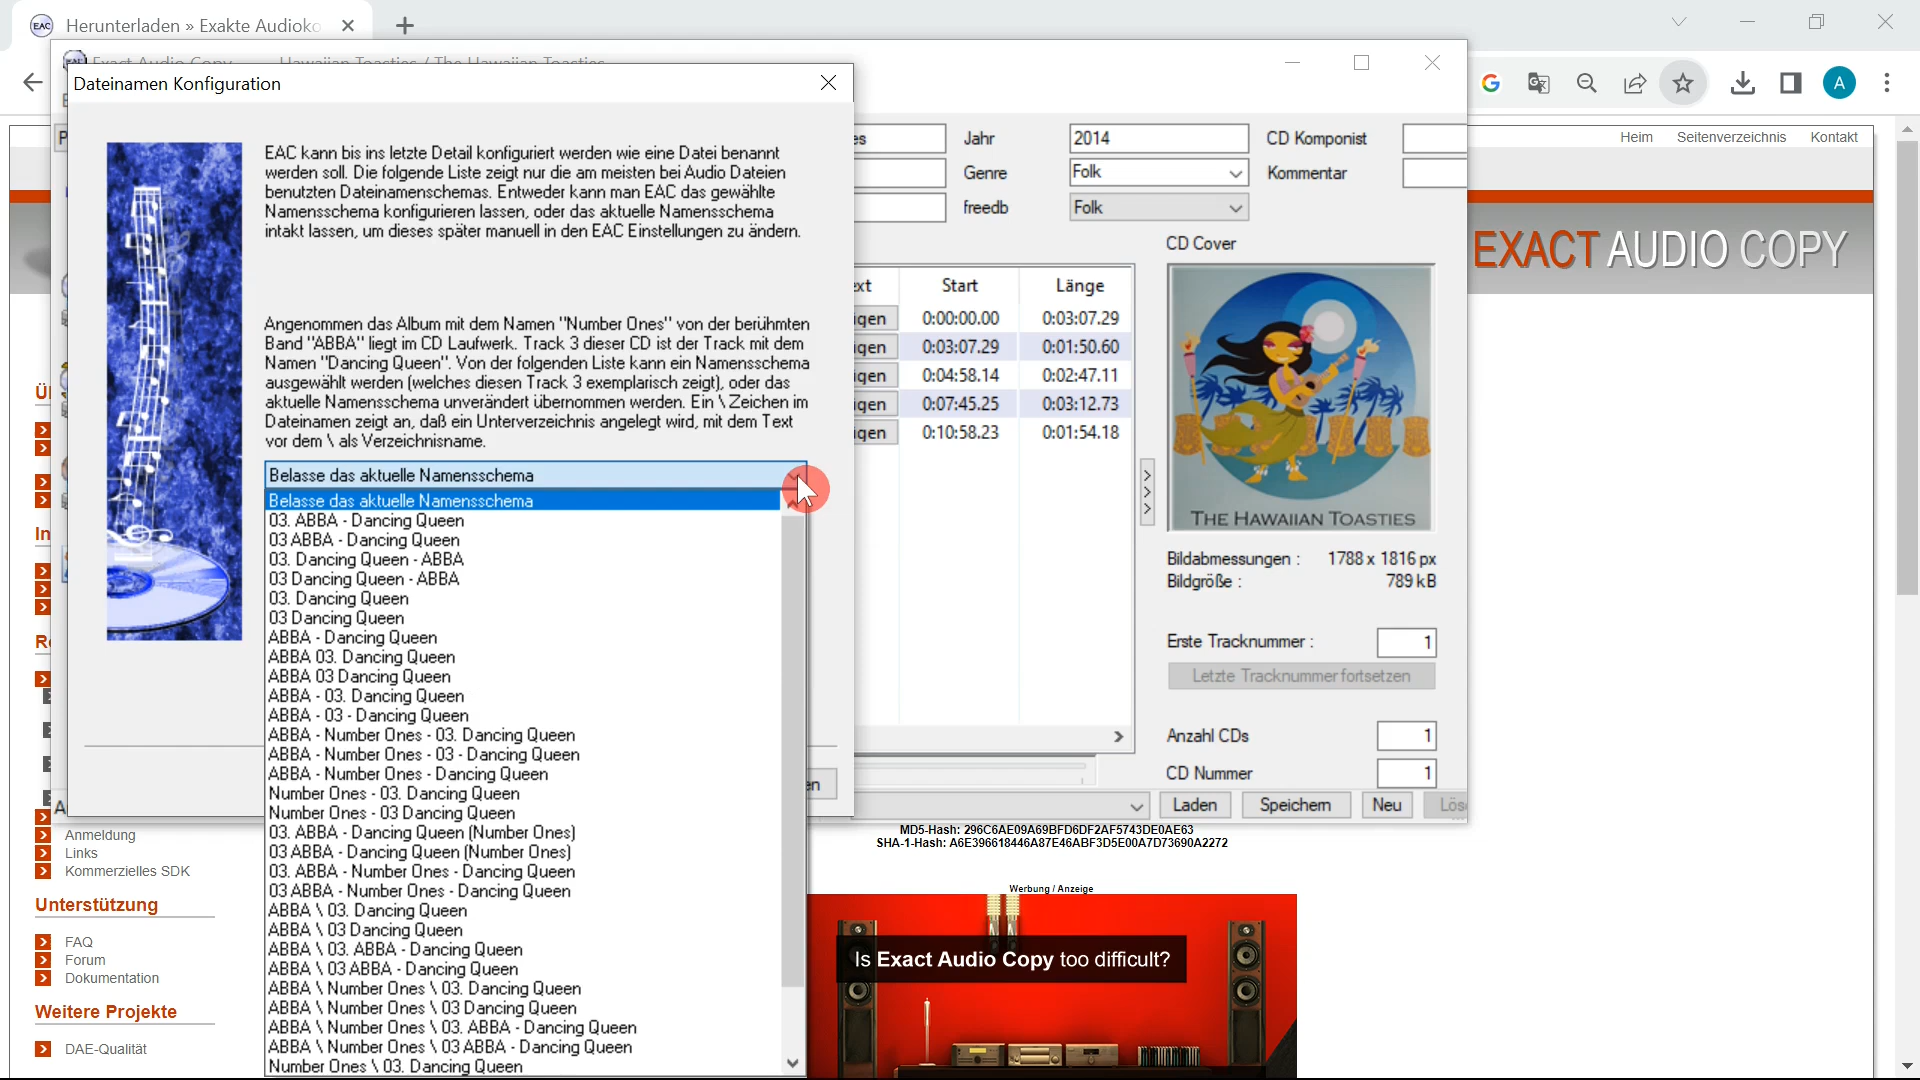 EAC Herunterladen » Exakte Audioko
Dateinamen Konfiguration
EAC kann bis ins letzte Detail konfiguriert werden wie eine Datei benannt
werden soll. Die folgende Liste zeigt nur die am meisten bei Audio Dateien
benutzten Dateinamenschemas. Entweder kann man EAC das gewählte
Namensschema konfigurieren lassen, oder das aktuelle Namensschema
intakt lassen, um dieses später manuell in den EAC Einstellungen zu ändern.
Angenommen das Album mit dem Namen "Number Ones" von der berühmten
Band "ABBA" liegt im CD Laufwerk. Track 3 dieser CD ist der Track mit dem
Namen "Dancing Queen". Von der folgenden Liste kann ein Namensschema
ausgewählt werden (welches diesen Track 3 exemplarisch zeigt), oder das
aktuelle Namensschema unverändert übernommen werden. Ein \ Zeichen im
Dateinamen zeigt an, daß ein Unterverzeichnis angelegt wird, mit dem Text
vor dem \ als Verzeichnisname.
Belasse das aktuelle Namensschema
Belasse das aktuelle Namensschema
03. ABBA - Dancing Queen
03 ABBA - Dancing Queen
03. Dancing Queen - ABBA
03 Dancing Queen - ABBA
03. Dancing Queen
03 Dancing Queen
ABBA - Dancing Queen
ABBA 03. Dancing Queen
ABBA 03 Dancing Queen
ABBA - 03. Dancing Queen
ABBA - 03 - Dancing Queen
ABBA - Number Ones - 03. Dancing Queen
ABBA - Number Ones - 03 - Dancing Queen
ABBA - Number Ones - Dancing Queen
Number Ones - 03. Dancing Queen
Number Ones - 03 Dancing Queen
03. ABBA - Dancing Queen (Number Ones)
03 ABBA - Dancing Queen (Number Ones)
03. ABBA - Number Ones - Dancing Queen
03 ABBA - Number Ones - Dancing Queen
ABBA \ 03. Dancing Queen
ABBA \ 03 Dancing Queen
ABBA \ 03. ABBA - Dancing Queen
ABBA \ 03 ABBA - Dancing Queen
ABBA \ Number Ones \ 03. Dancing Queen
ABBA \ Number Ones \ 03 Dancing Queen
ABBA \ Number Ones \ 03. ABBA - Dancing Queen
ABBA \ Number Ones \ 03 ABBA - Dancing Queen
Number Ones \ 03. Dancing Queen
en
es Jahr 2014 CD Komponist
Genre Folk Kommentar
freedb Folk
CD Cover
xt Start Länge
gen 0:00:00.00 0:03:07.29
gen 0:03:07.29 0:01:50.60
gen 0:04:58.14 0:02:47.11
gen 0:07:45.25 0:03:12.73
gen 0:10:58.23 0:01:54.18
THE HAWAIIAN TOASTIES
Bildabmessungen : 1788 x 1816 px
Bildgröße : 789 kB
Erste Tracknummer : 1
Letzte Tracknummer fortsetzen
Anzahl CDs 1
CD Nummer 1
Laden Speichern Neu Lös
A
Heim Seitenverzeichnis Kontakt
EXACT AUDIO COPY
Üb
In
Re
Anmeldung
Links
Kommerzielles SDK
Unterstützung
FAQ
Forum
Dokumentation
Weitere Projekte
DAE-Qualität
MD5-Hash: 296C6AE09A69BFD6DF2AF5743DE0AE63
SHA-1-Hash: A6E396618446A87E46ABF3D5E00A7D73690A2272
Werbung / Anzeige
Is Exact Audio Copy too difficult?